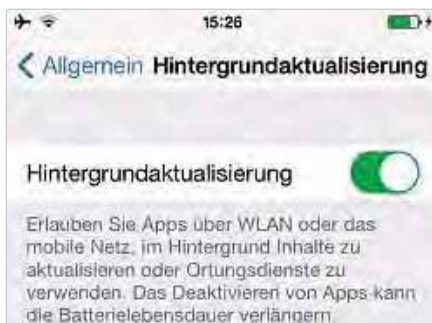 15:26
Allgemein Hintergrundaktualisierung
Hintergrundaktualisierung
Erlauben Sie Apps über WLAN oder das
mobile Netz, im Hintergrund Inhalte zu
aktualisieren oder Ortungsdienste zu
verwenden. Das Deaktivieren von Apps kann
die Batterielebensdauer verlängern